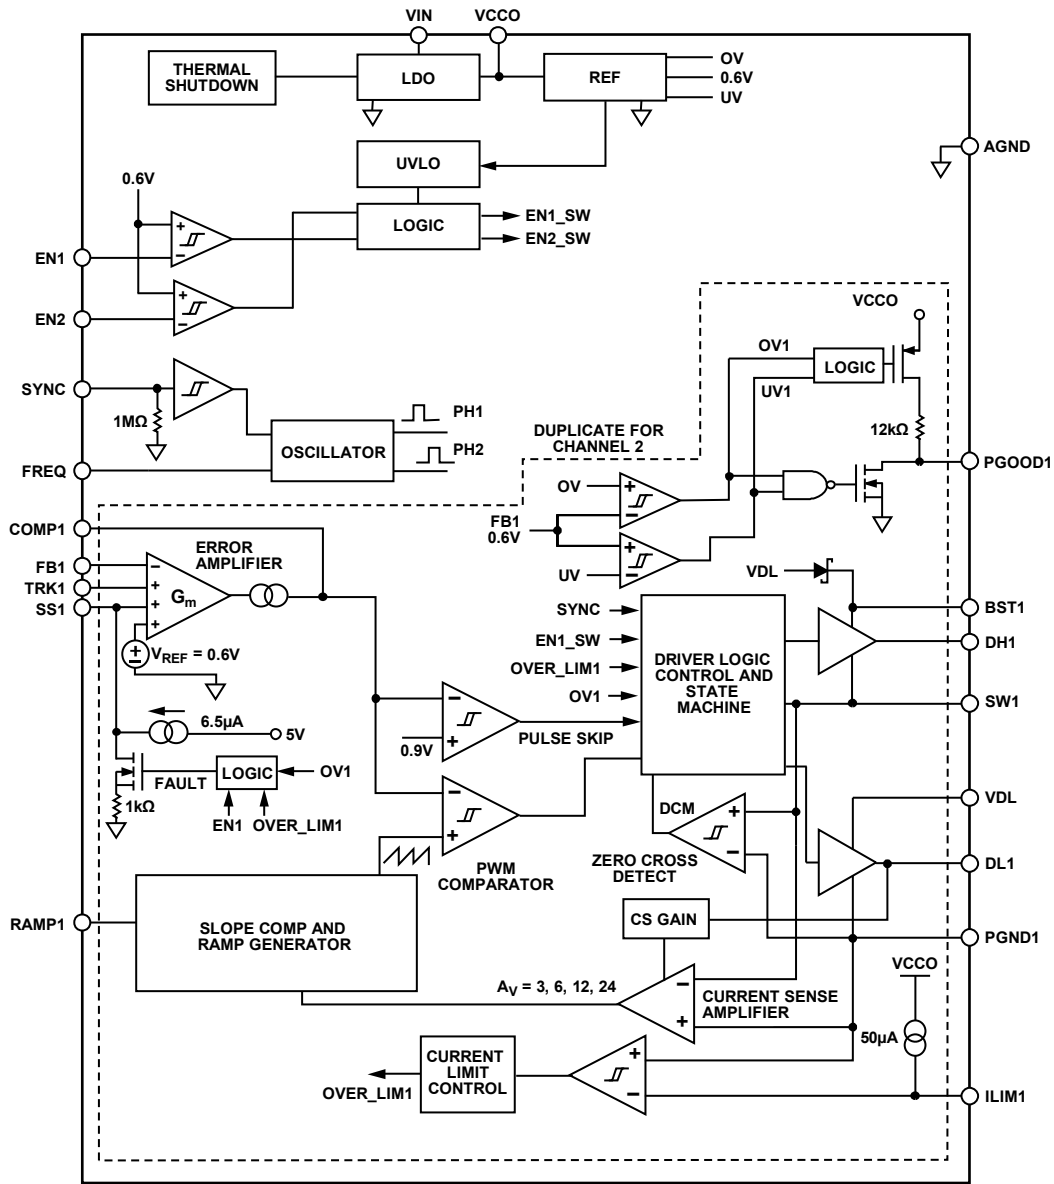 VIN
VCCO
THERMAL
SHUTDOWN
LDO
REF
OV
0.6V
UV
AGND
UVLO
0.6V
LOGIC
EN1_SW
EN2_SW
+
−
EN1
+
−
EN2
VCCO
SYNC
OV1
LOGIC
UV1
1MΩ
PH1
12kΩ
OSCILLATOR
DUPLICATE FOR
CHANNEL 2
PH2
FREQ
PGOOD1
OV
+
−
FB1
0.6V
+
−
UV
COMP1
ERROR
AMPLIFIER
FB1
TRK1
SS1
−
+
+
+
Gm
VREF = 0.6V
+
−
VDL
BST1
SYNC
EN1_SW
OVER_LIM1
OV1
DRIVER LOGIC
CONTROL AND
STATE
MACHINE
DH1
SW1
6.5µA
5V
−
+
0.9V
PULSE SKIP
FAULT
LOGIC
OV1
1kΩ
EN1
OVER_LIM1
−
+
PWM
COMPARATOR
DCM
+
−
ZERO CROSS
DETECT
VDL
DL1
CS GAIN
RAMP1
SLOPE COMP AND
RAMP GENERATOR
PGND1
AV = 3, 6, 12, 24
−
+
CURRENT SENSE
AMPLIFIER
VCCO
50µA
CURRENT
LIMIT
CONTROL
OVER_LIM1
+
−
ILIM1